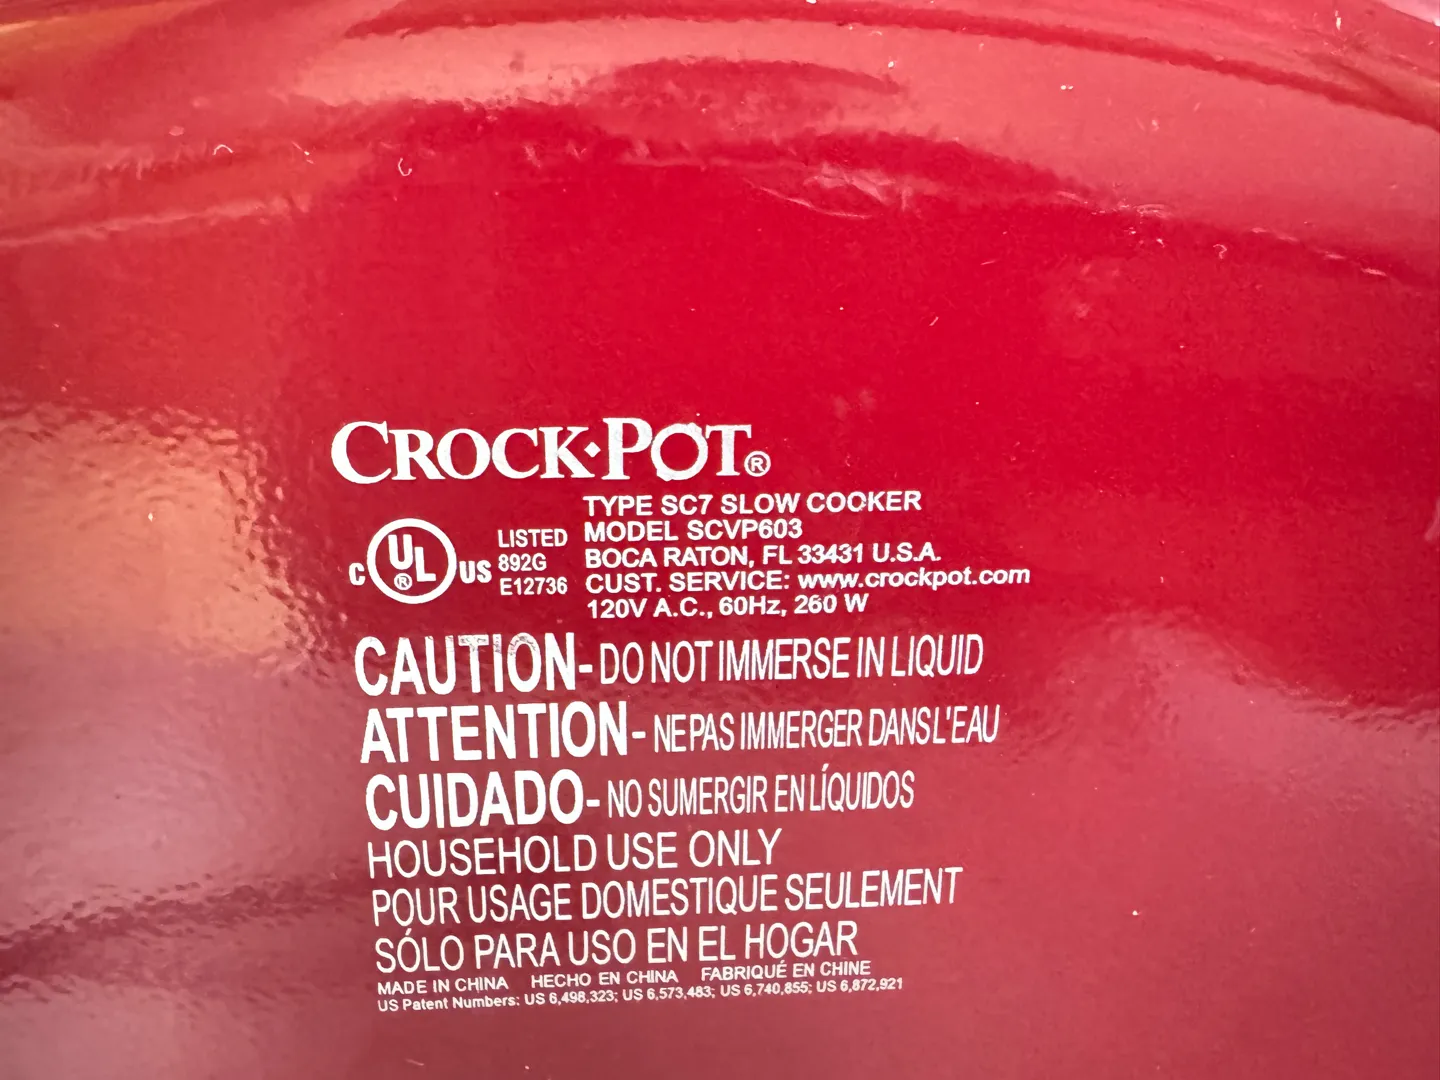 CROCK·POT®
TYPE SC7 SLOW COOKER
MODEL SCVP603
BOCA RATON, FL 33431 U.S.A.
CUST. SERVICE: www.crockpot.com
120V A.C., 60Hz, 260 W
C UL® US
LISTED
892G
E12736
CAUTION- DO NOT IMMERSE IN LIQUID
ATTENTION- NE PAS IMMERGER DANS L'EAU
CUIDADO- NO SUMERGIR EN LÍQUIDOS
HOUSEHOLD USE ONLY
POUR USAGE DOMESTIQUE SEULEMENT
SÓLO PARA USO EN EL HOGAR
MADE IN CHINA HECHO EN CHINA FABRIQUÉ EN CHINE
US Patent Numbers: US 6,498,323; US 6,573,483; US 6,740,855; US 6,872,921